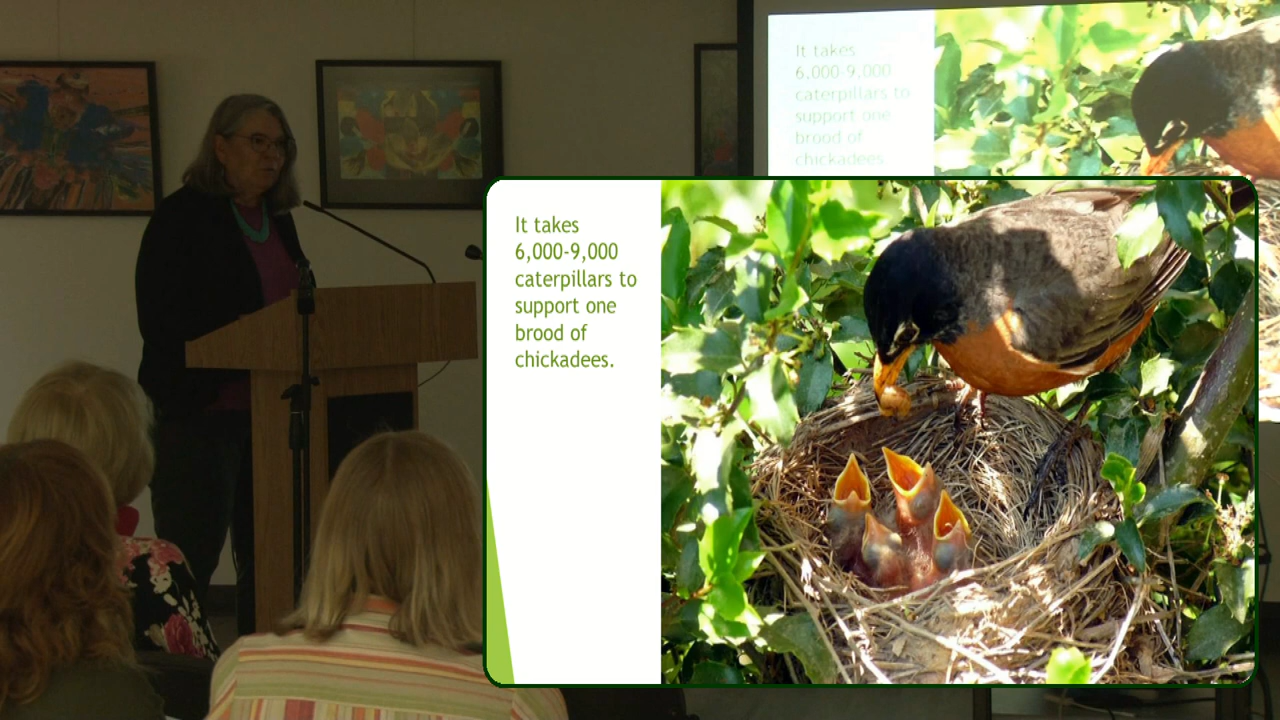 It takes
6,000-9,000
caterpillars to
support one
brood of
chickadees
It takes
6,000-9,000
caterpillars to
support one
brood of
chickadees.